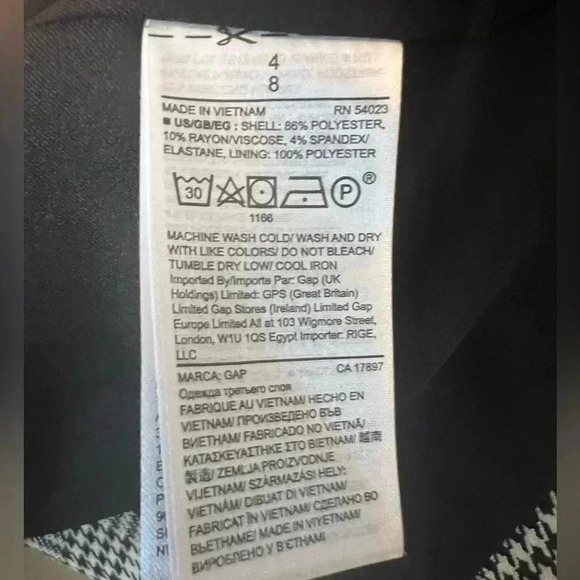 4
8
MADE IN VIETNAM RN 54023
■ US/GB/EG : SHELL: 86% POLYESTER,
10% RAYON/VISCOSE, 4% SPANDEX/
ELASTANE, LINING: 100% POLYESTER
30 P ®
1166
MACHINE WASH COLD/ WASH AND DRY
WITH LIKE COLORS/ DO NOT BLEACH/
TUMBLE DRY LOW/ COOL IRON
Imported By/Importe Par: Gap (UK
Holdings) Limited: GPS (Great Britain)
Limited Gap Stores (Ireland) Limited Gap
Europe Limited All at 103 Wigmore Street,
London, W1U 1QS Egypt Importer: RIGE,
LLC
MARCA: GAP CA 17897
Одежда третьего слоя
FABRIQUE AU VIETNAM/ HECHO EN
VIETNAM/ ПРОИЗВЕДЕНО ВЪВ
ВИЕТНАМ/ FABRICADO NO VIETNÃ/
ΚΑΤΑΣΚΕΥΑΣΤΗΚΕ ΣΤΟ ΒΙΕΤΝΑΜ/ 越南
製造/ ZEMLJA PROIZVODNJE
VIJETNAM/ SZÁRMAZÁSI HELY:
VIETNÁM/ DIBUAT DI VIETNAM/
FABRICAT ÎN VIETNAM/ СДЕЛАНО ВО
ВЬЕТНАМЕ/ MADE IN VIYETNAM/
ВИРОБЛЕНО У В'ЄТНАМІ